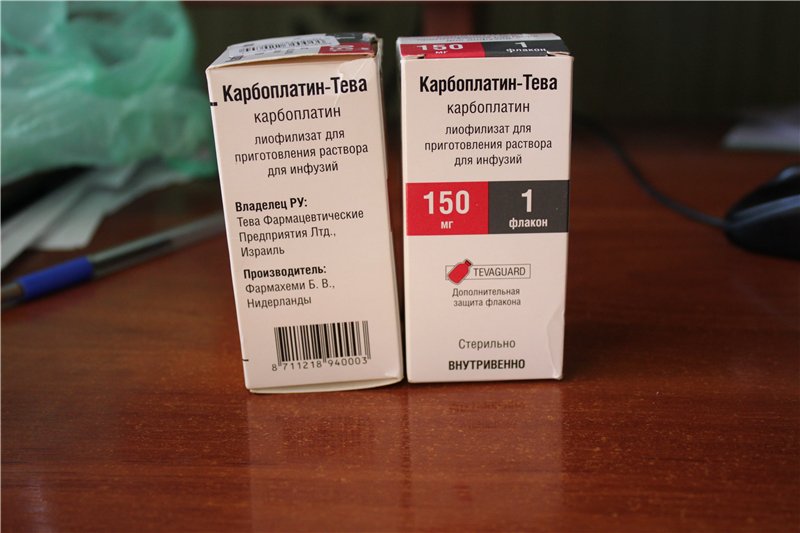 Карбоплатин-Тева
карбоплатин
лиофилизат для
приготовления раствора
для инфузий
Владелец РУ:
Тева Фармацевтические
Предприятия Лтд.,
Израиль
Производитель:
Фармахеми Б. В.,
Нидерланды
8 711218 940003
150 1
мг флакон
Карбоплатин-Тева
карбоплатин
лиофилизат для
приготовления раствора
для инфузий
150 1
мг флакон
TEVAGUARD
Дополнительная
защита флакона
Стерильно
ВНУТРИВЕННО